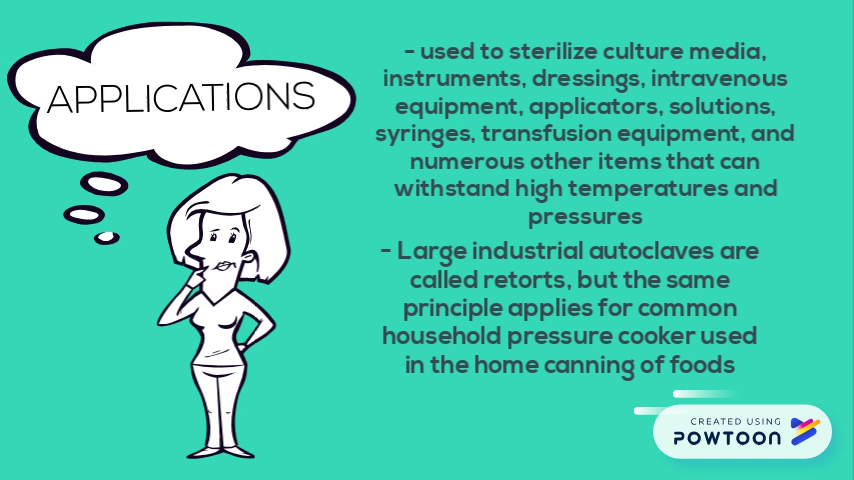 APPLICATIONS
- used to sterilize culture media,
instruments, dressings, intravenous
equipment, applicators, solutions,
syringes, transfusion equipment, and
numerous other items that can
withstand high temperatures and
pressures
- Large industrial autoclaves are
called retorts, but the same
principle applies for common
household pressure cooker used
in the home canning of foods
CREATED USING
POWTOON